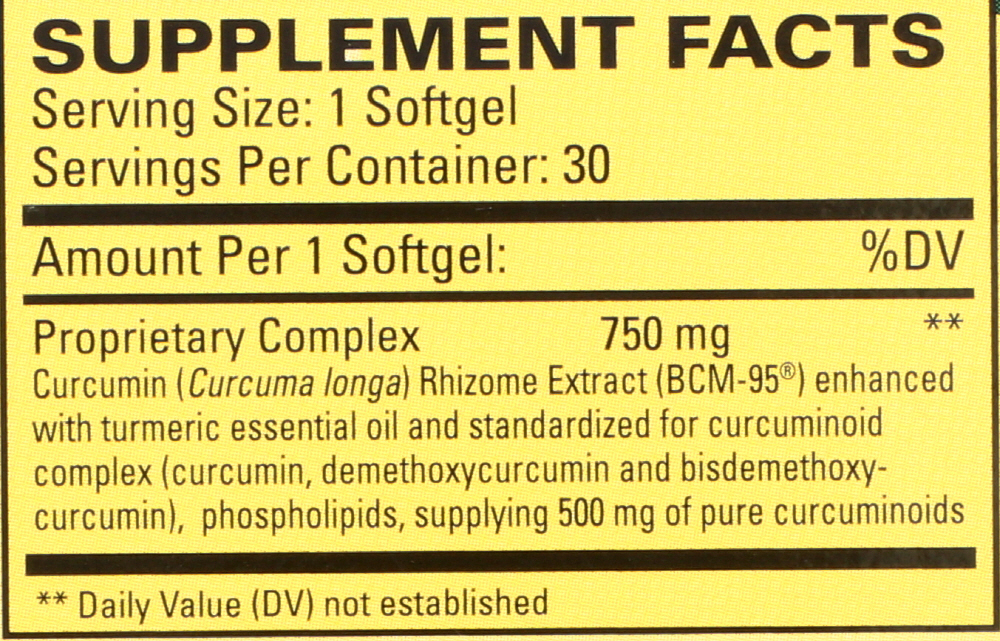 SUPPLEMENT FACTS
Serving Size: 1 Softgel
Servings Per Container: 30
Amount Per 1 Softgel: %DV
Proprietary Complex 750 mg **
Curcumin (Curcuma longa) Rhizome Extract (BCM-95®) enhanced
with turmeric essential oil and standardized for curcuminoid
complex (curcumin, demethoxycurcumin and bisdemethoxy-
curcumin), phospholipids, supplying 500 mg of pure curcuminoids
** Daily Value (DV) not established